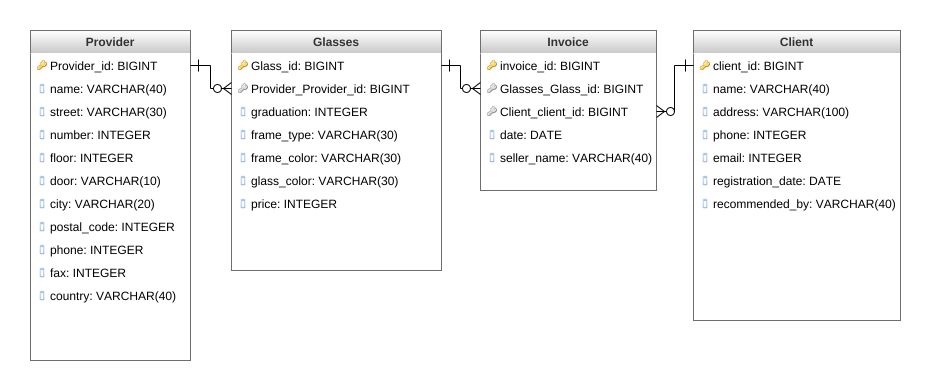 Provider
Provider_id: BIGINT
name: VARCHAR(40)
street: VARCHAR(30)
number: INTEGER
floor: INTEGER
door: VARCHAR(10)
city: VARCHAR(20)
postal_code: INTEGER
phone: INTEGER
fax: INTEGER
country: VARCHAR(40)
Glasses
Glass_id: BIGINT
Provider_Provider_id: BIGINT
graduation: INTEGER
frame_type: VARCHAR(30)
frame_color: VARCHAR(30)
glass_color: VARCHAR(30)
price: INTEGER
Invoice
invoice_id: BIGINT
Glasses_Glass_id: BIGINT
Client_client_id: BIGINT
date: DATE
seller_name: VARCHAR(40)
Client
client_id: BIGINT
name: VARCHAR(40)
address: VARCHAR(100)
phone: INTEGER
email: INTEGER
registration_date: DATE
recommended_by: VARCHAR(40)